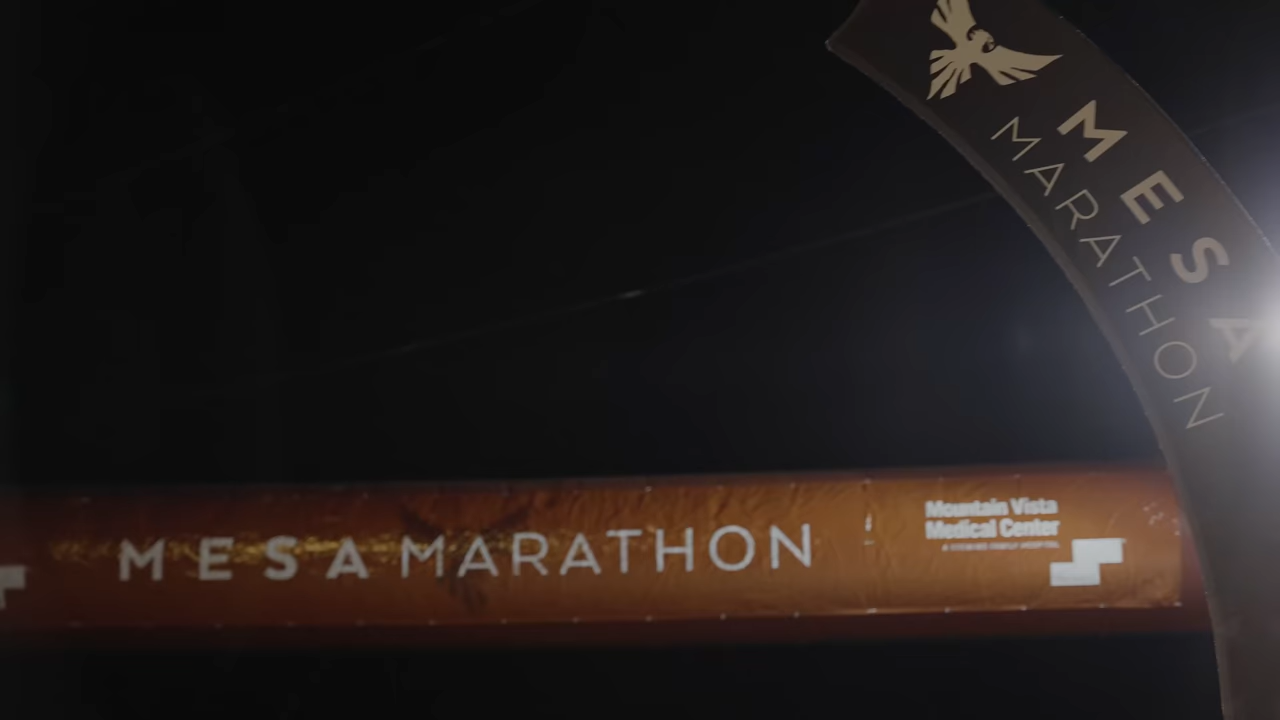 MESA
MARATHON
MESA MARATHON
Mountain Vista
Medical Center